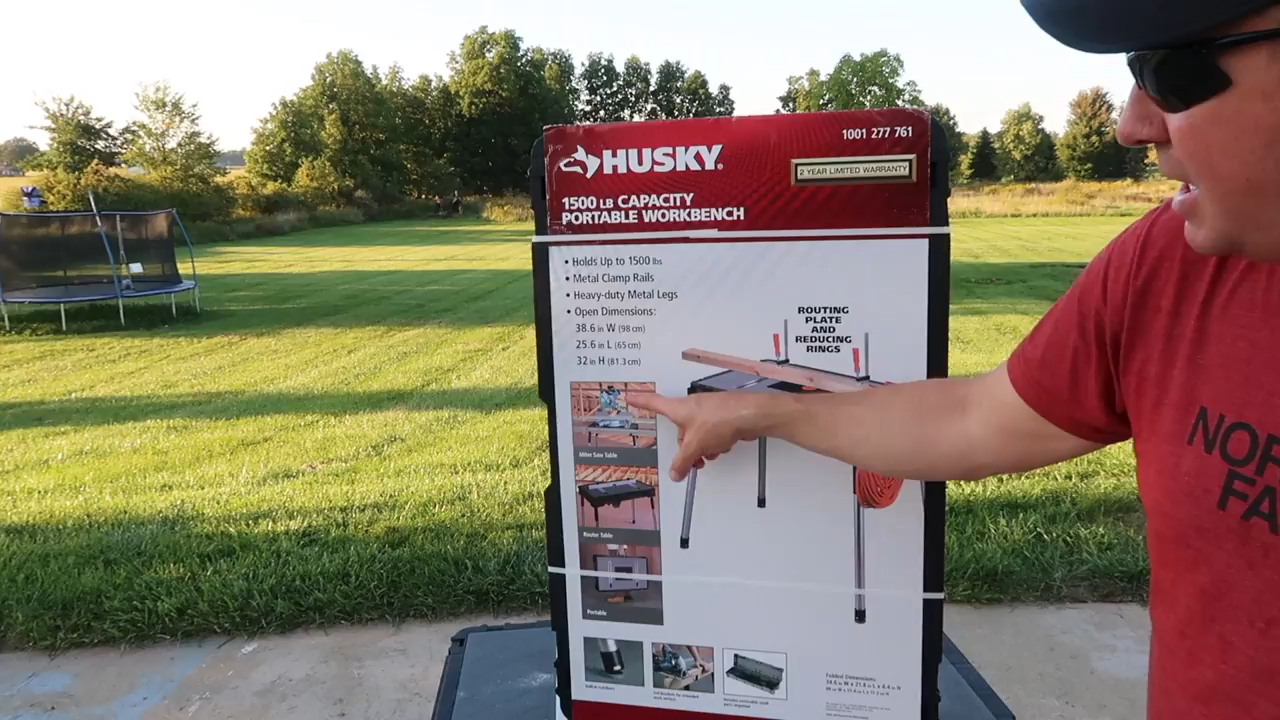 1001 277 761
HUSKY
2 YEAR LIMITED WARRANTY
1500 LB CAPACITY
PORTABLE WORKBENCH
• Holds Up to 1500 lbs
• Metal Clamp Rails
• Heavy-duty Metal Legs
• Open Dimensions:
38.6 in W (98 cm)
25.6 in L (65 cm)
32 in H (81.3 cm)
ROUTING
PLATE
AND
REDUCING
RINGS
Miter Saw Table
Router Table
Portable
Folded Dimensions:
NOR
FA